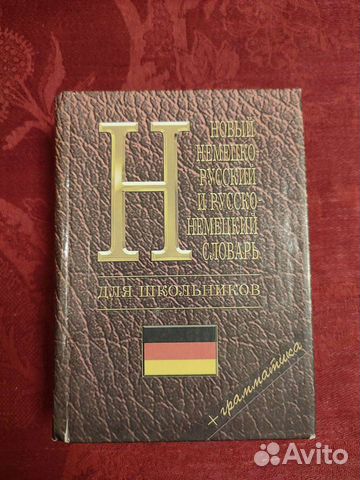 Н
НОВЫЙ
НЕМЕЦКО-
РУССКИЙ
И РУССКО-
НЕМЕЦКИЙ
СЛОВАРЬ
ДЛЯ ШКОЛЬНИКОВ
+ грамматика
Avito